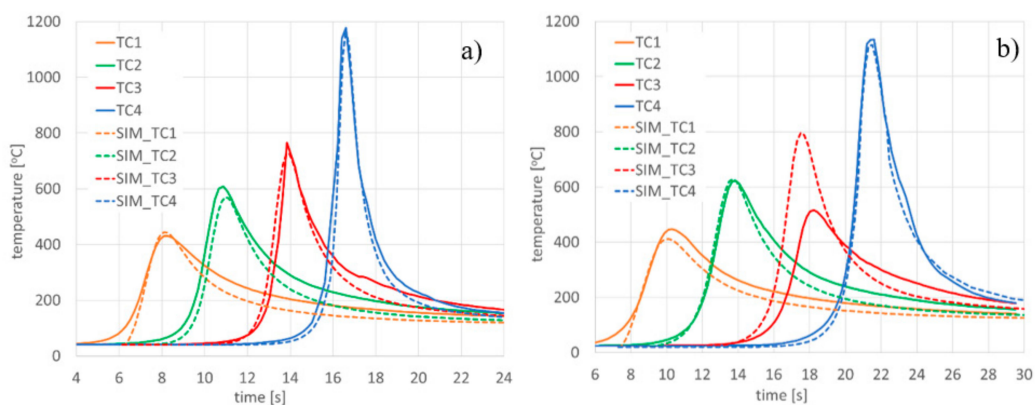 1200
1000
800
600
400
200
0
temperature [°C]
TC1
TC2
TC3
TC4
SIM_TC1
SIM_TC2
SIM_TC3
SIM_TC4
a)
4 6 8 10 12 14 16 18 20 22 24
time [s]
1200
1000
800
600
400
200
0
temperature [°C]
TC1
TC2
TC3
TC4
SIM_TC1
SIM_TC2
SIM_TC3
SIM_TC4
b)
6 8 10 12 14 16 18 20 22 24 26 28 30
time [s]